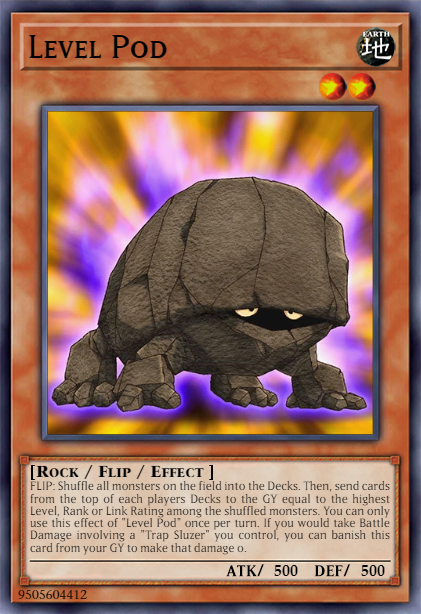 Level Pod
EARTH
地
[Rock / Flip / Effect ]
FLIP: Shuffle all monsters on the field into the Decks. Then, send cards
from the top of each players Decks to the GY equal to the highest
Level, Rank or Link Rating among the shuffled monsters. You can only
use this effect of "Level Pod" once per turn. If you would take Battle
Damage involving a "Trap Sluzer" you control, you can banish this
card from your GY to make that damage 0.
ATK/ 500 DEF/ 500
9505604412